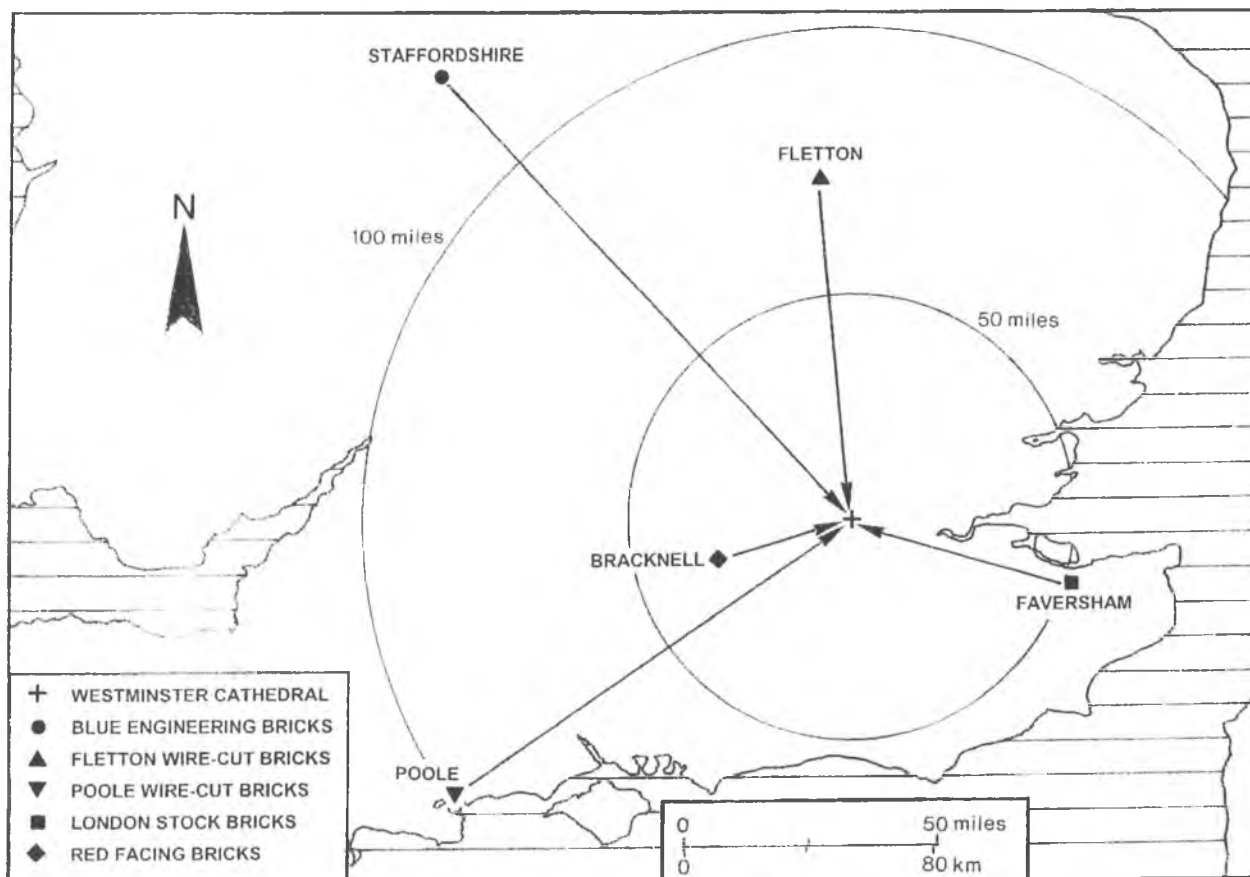 STAFFORDSHIRE
FLETTON
N
100 miles
50 miles
BRACKNELL
FAVERSHAM
POOLE
WESTMINSTER CATHEDRAL
BLUE ENGINEERING BRICKS
FLETTON WIRE-CUT BRICKS
POOLE WIRE-CUT BRICKS
LONDON STOCK BRICKS
RED FACING BRICKS
0 50 miles
0 80 km